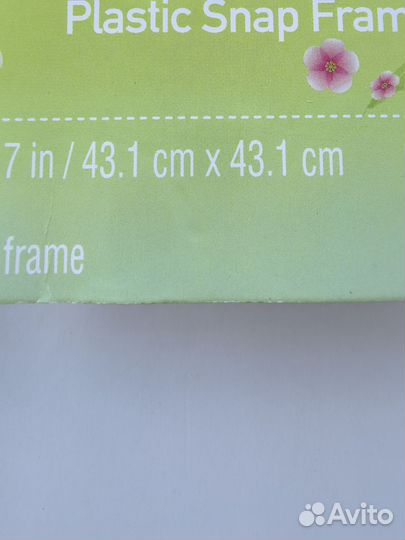 Plastic Snap Fram
7 in / 43.1 cm x 43.1 cm
frame
Avito